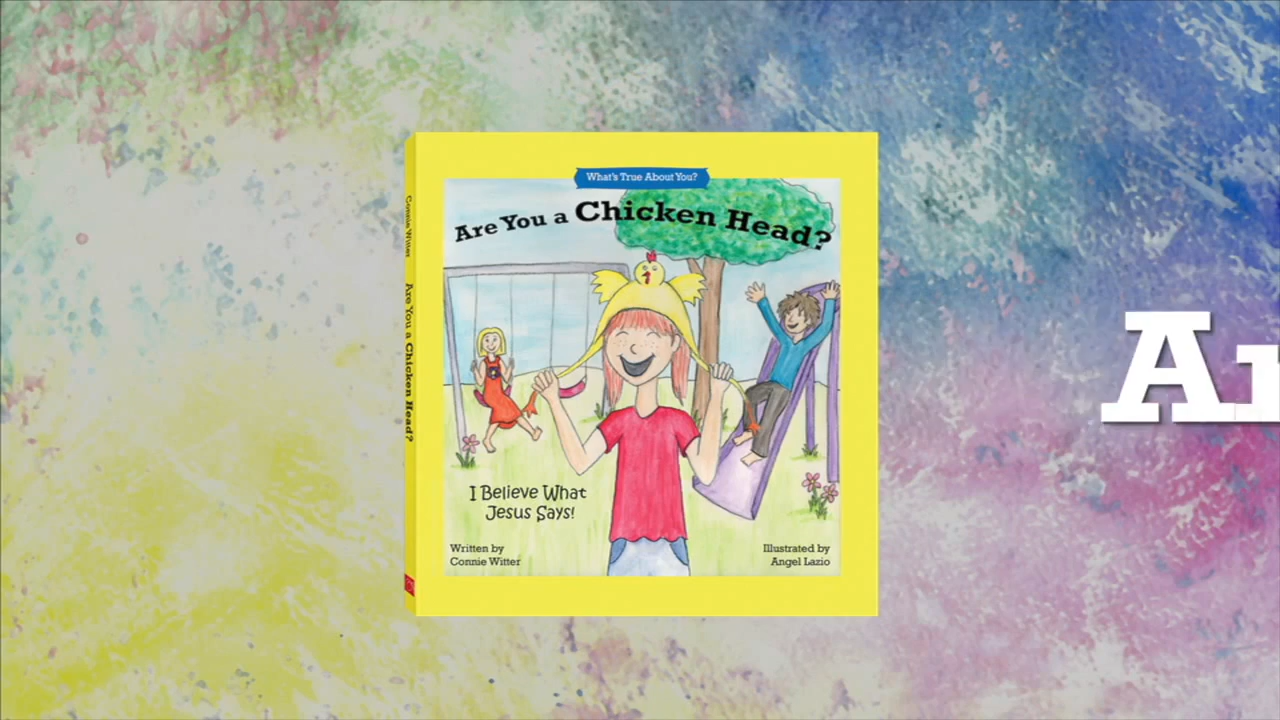 What's True About You?
Are You a Chicken Head?
I Believe What
Jesus Says!
Written by
Connie Witter
Illustrated by
Angel Lazio
Connie Witter
Are You a Chicken Head?
A